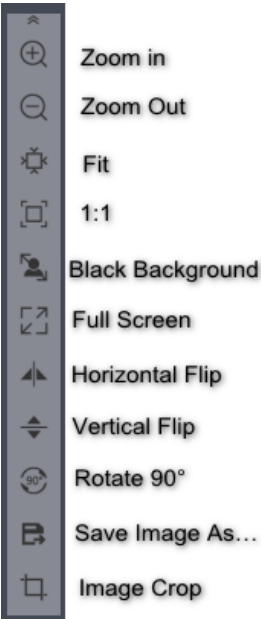 Zoom in
Zoom Out
Fit
1:1
Black Background
Full Screen
Horizontal Flip
Vertical Flip
90° Rotate 90°
Save Image As...
Image Crop